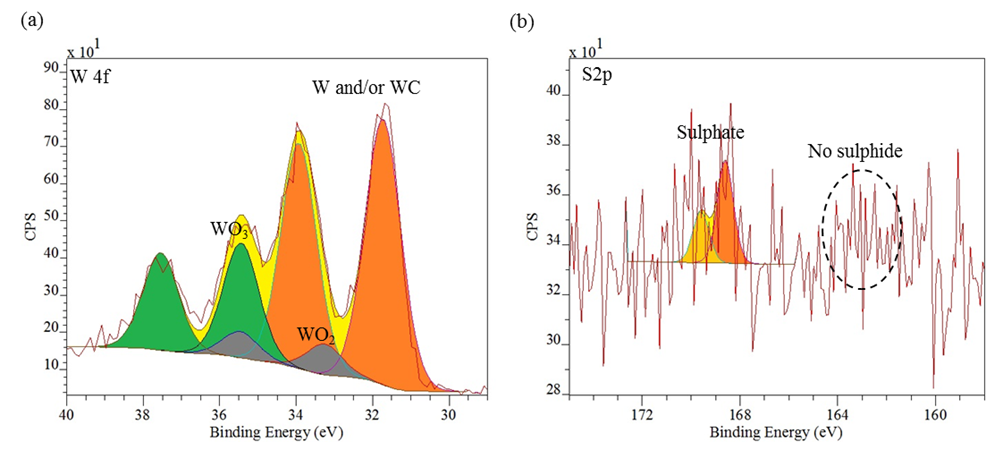 (a)
(b)
x 10¹
W 4f
W and/or WC
WO₃
WO₂
90
80
70
60
50
40
30
20
10
CPS
40 38 36 34 32 30
Binding Energy (eV)
x 10¹
S2p
Sulphate
No sulphide
40
38
36
34
32
30
28
CPS
172 168 164 160
Binding Energy (eV)